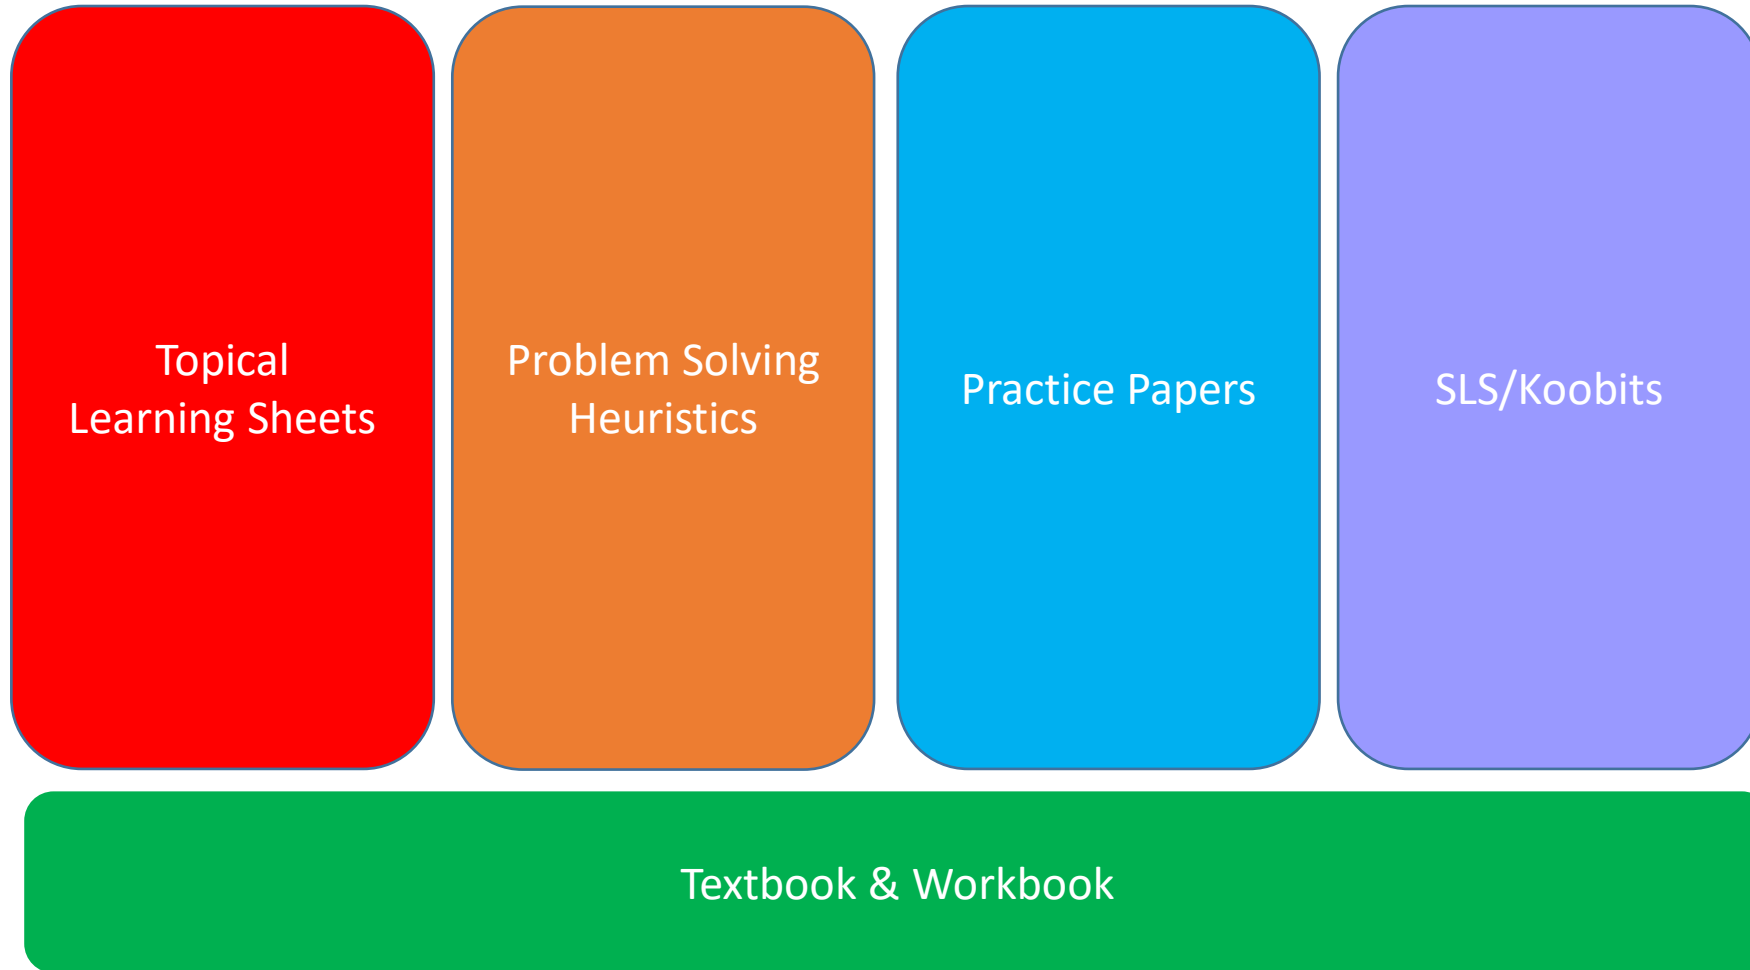 Topical
Learning Sheets
Problem Solving
Heuristics
Practice Papers
SLS/Koobits
Textbook & Workbook